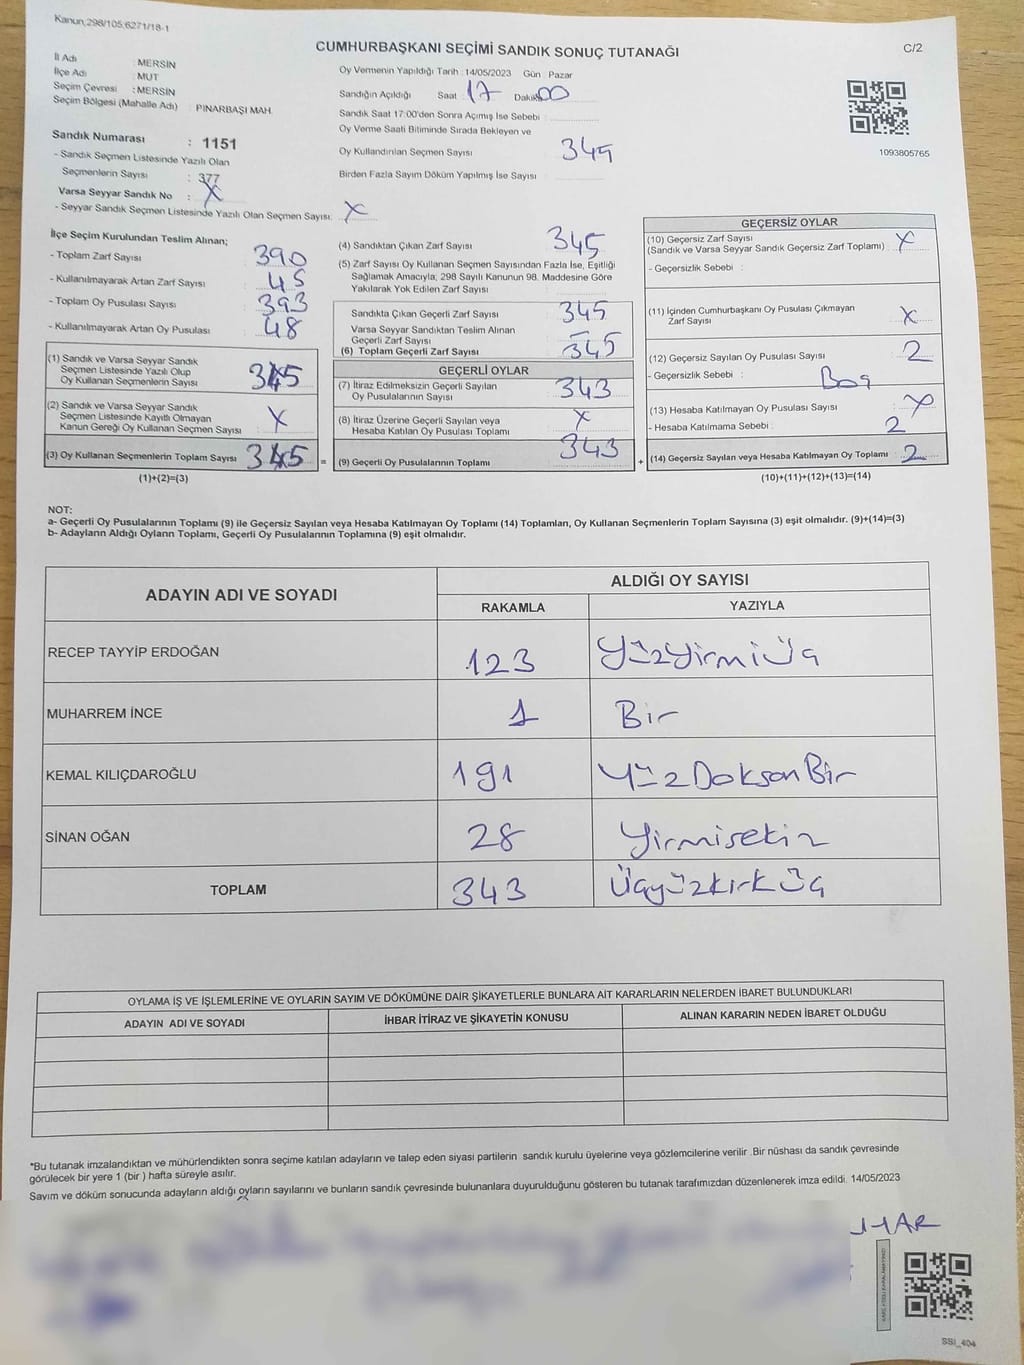 Kanun;298/105;6271/18-1
CUMHURBAŞKANI SEÇİMİ SANDIK SONUÇ TUTANAĞI
C/2
İl Adı : MERSİN
İlçe Adı : MUT
Seçim Çevresi : MERSİN
Seçim Bölgesi (Mahalle Adı) : PINARBAŞI MAH.
Oy Vermenin Yapıldığı Tarih : 14/05/2023 Gün Pazar
Sandığın Açıldığı Saat 17 Dakika 00
Sandık Saat 17:00'den Sonra Açımış İse Sebebi :
Oy Verme Saati Bitiminde Sırada Bekleyen ve
Oy Kullandırılan Seçmen Sayısı 345
Birden Fazla Sayım Döküm Yapılmış İse Sayısı
1093805765
Sandık Numarası : 1151
- Sandık Seçmen Listesinde Yazılı Olan
Seçmenlerin Sayısı : 377
Varsa Seyyar Sandık No : X
- Seyyar Sandık Seçmen Listesinde Yazılı Olan Seçmen Sayısı: X
İlçe Seçim Kurulundan Teslim Alınan;
- Toplam Zarf Sayısı : 390
- Kullanılmayarak Artan Zarf Sayısı : 45
- Toplam Oy Pusulası Sayısı : 393
- Kullanılmayarak Artan Oy Pusulası : 48
(1) Sandık ve Varsa Seyyar Sandık
Seçmen Listesinde Yazılı Olup
Oy Kullanan Seçmenlerin Sayısı 345
(2) Sandık ve Varsa Seyyar Sandık
Seçmen Listesinde Kayıtlı Olmayan
Kanun Gereği Oy Kullanan Seçmen Sayısı X
(3) Oy Kullanan Seçmenlerin Toplam Sayısı 345 =
(1)+(2)=(3)
(4) Sandıktan Çıkan Zarf Sayısı 345
(5) Zarf Sayısı Oy Kullanan Seçmen Sayısından Fazla İse, Eşitliği
Sağlamak Amacıyla, 298 Sayılı Kanunun 98. Maddesine Göre
Yakılarak Yok Edilen Zarf Sayısı
Sandıkta Çıkan Geçerli Zarf Sayısı 345
Varsa Seyyar Sandıktan Teslim Alınan
Geçerli Zarf Sayısı -
(6) Toplam Geçerli Zarf Sayısı 345
GEÇERLİ OYLAR
(7) İtiraz Edilmeksizin Geçerli Sayılan
Oy Pusulalarının Sayısı 343
(8) İtiraz Üzerine Geçerli Sayılan veya
Hesaba Katılan Oy Pusulası Toplamı X
(9) Geçerli Oy Pusulalarının Toplamı 343 +
GEÇERSİZ OYLAR
(10) Geçersiz Zarf Sayısı
(Sandık ve Varsa Seyyar Sandık Geçersiz Zarf Toplamı) : X
- Geçersizlik Sebebi :
(11) İçinden Cumhurbaşkanı Oy Pusulası Çıkmayan
Zarf Sayısı X
(12) Geçersiz Sayılan Oy Pusulası Sayısı 2
- Geçersizlik Sebebi : Boş
(13) Hesaba Katılmayan Oy Pusulası Sayısı X
- Hesaba Katılmama Sebebi : 2
(14) Geçersiz Sayılan veya Hesaba Katılmayan Oy Toplamı 2
(10)+(11)+(12)+(13)=(14)
NOT:
a- Geçerli Oy Pusulalarının Toplamı (9) ile Geçersiz Sayılan veya Hesaba Katılmayan Oy Toplamı (14) Toplamları, Oy Kullanan Seçmenlerin Toplam Sayısına (3) eşit olmalıdır. (9)+(14)=(3)
b- Adayların Aldığı Oyların Toplamı, Geçerli Oy Pusulalarının Toplamına (9) eşit olmalıdır.
ADAYIN ADI VE SOYADI
ALDIĞI OY SAYISI
RAKAMLA YAZIYLA
RECEP TAYYİP ERDOĞAN 123 YüzYirmiÜç
MUHARREM İNCE 1 Bir
KEMAL KILIÇDAROĞLU 191 YüzDoksanBir
SİNAN OĞAN 28 Yirmisekiz
TOPLAM 343 ÜçyüzkırkÜç
OYLAMA İŞ VE İŞLEMLERİNE VE OYLARIN SAYIM VE DÖKÜMÜNE DAİR ŞİKAYETLERLE BUNLARA AİT KARARLARIN NELERDEN İBARET BULUNDUKLARI
ADAYIN ADI VE SOYADI İHBAR İTİRAZ VE ŞİKAYETİN KONUSU ALINAN KARARIN NEDEN İBARET OLDUĞU
*Bu tutanak imzalandıktan ve mühürlendikten sonra seçime katılan adayların ve talep eden siyasi partilerin sandık kurulu üyelerine veya gözlemcilerine verilir .Bir nüshası da sandık çevresinde
görülecek bir yere 1 (bir ) hafta süreyle asılır.
Sayım ve döküm sonucunda adayların aldığı oyların sayılarını ve bunların sandık çevresinde bulunanlara duyurulduğunu gösteren bu tutanak tarafımızdan düzenlenerek imza edildi. 14/05/2023
SSI_404